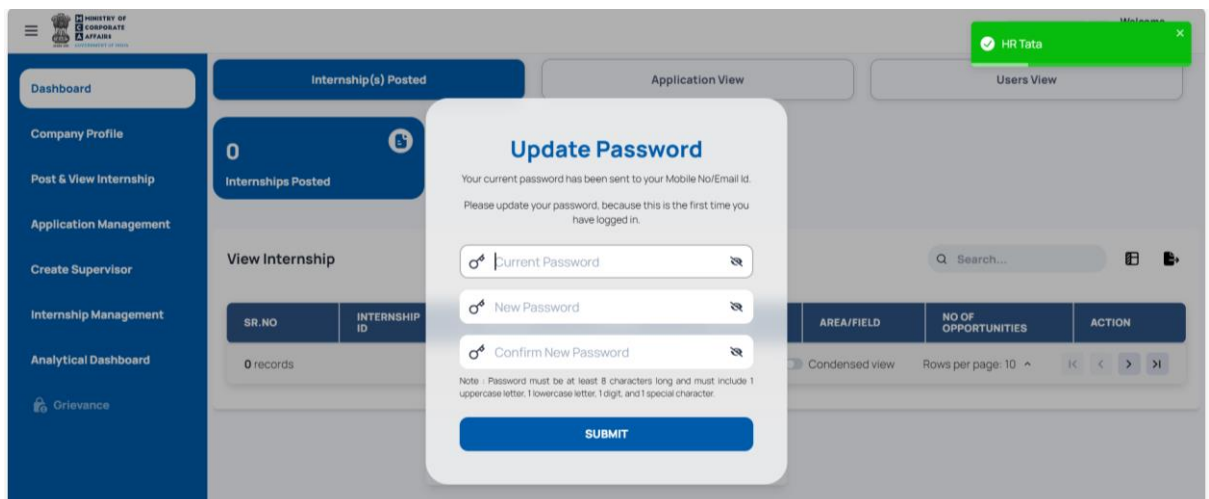 MINISTRY OF
CORPORATE
AFFAIRS
GOVERNMENT OF INDIA
Welcome
HR Tata
Dashboard
Company Profile
Post & View Internship
Application Management
Create Supervisor
Internship Management
Analytical Dashboard
Grievance
Internship(s) Posted
Application View
Users View
0
Internships Posted
View Internship
Search...
SR.NO
INTERNSHIP
ID
AREA/FIELD
NO OF
OPPORTUNITIES
ACTION
0 records
Condensed view
Rows per page: 10
Update Password
Your current password has been sent to your Mobile No/Email Id.
Please update your password, because this is the first time you
have logged in.
Current Password
New Password
Confirm New Password
Note : Password must be at least 8 characters long and must include 1
uppercase letter, 1 lowercase letter, 1 digit, and 1 special character.
SUBMIT